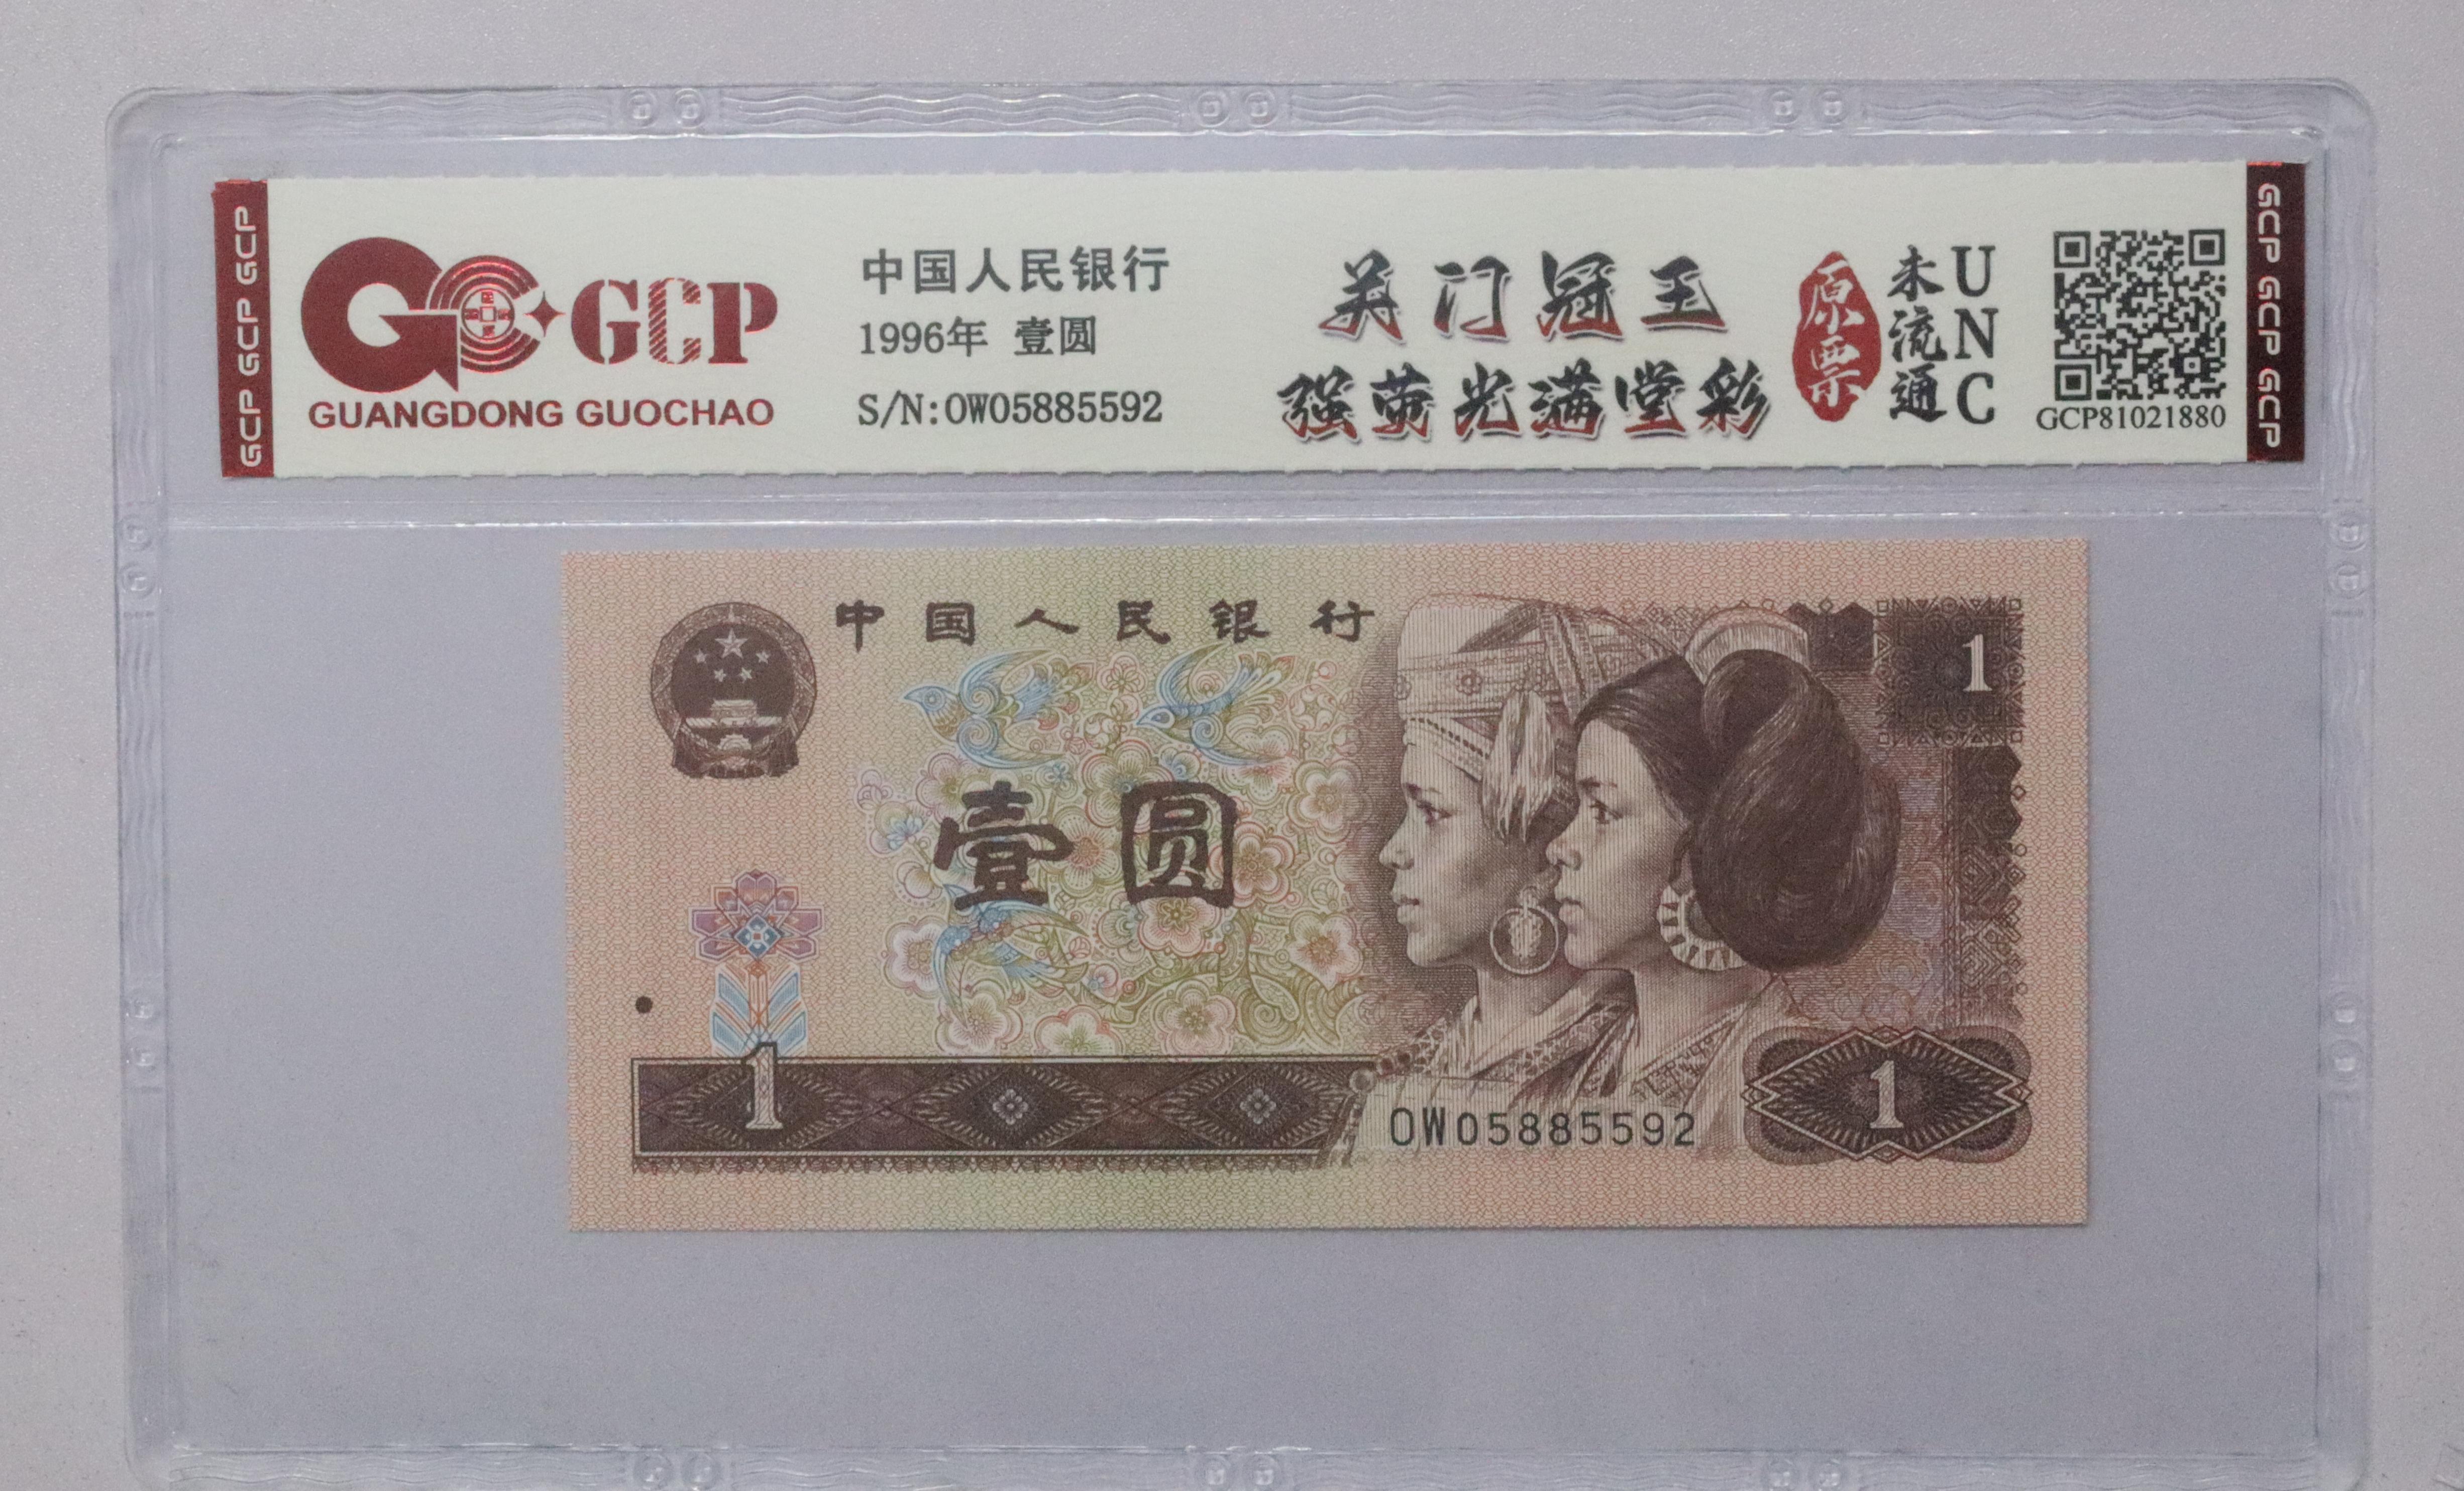 GCP GCP GCP
GCP
GUANGDONG GUOCHAO
中国人民银行
1996年 壹圆
S/N:OW05885592
关门冠王
强荧光满堂彩
原票
未流通
UNC
GCP81021880
GCP GCP GCP
中国人民银行
1
壹圆
1
OW05885592
1